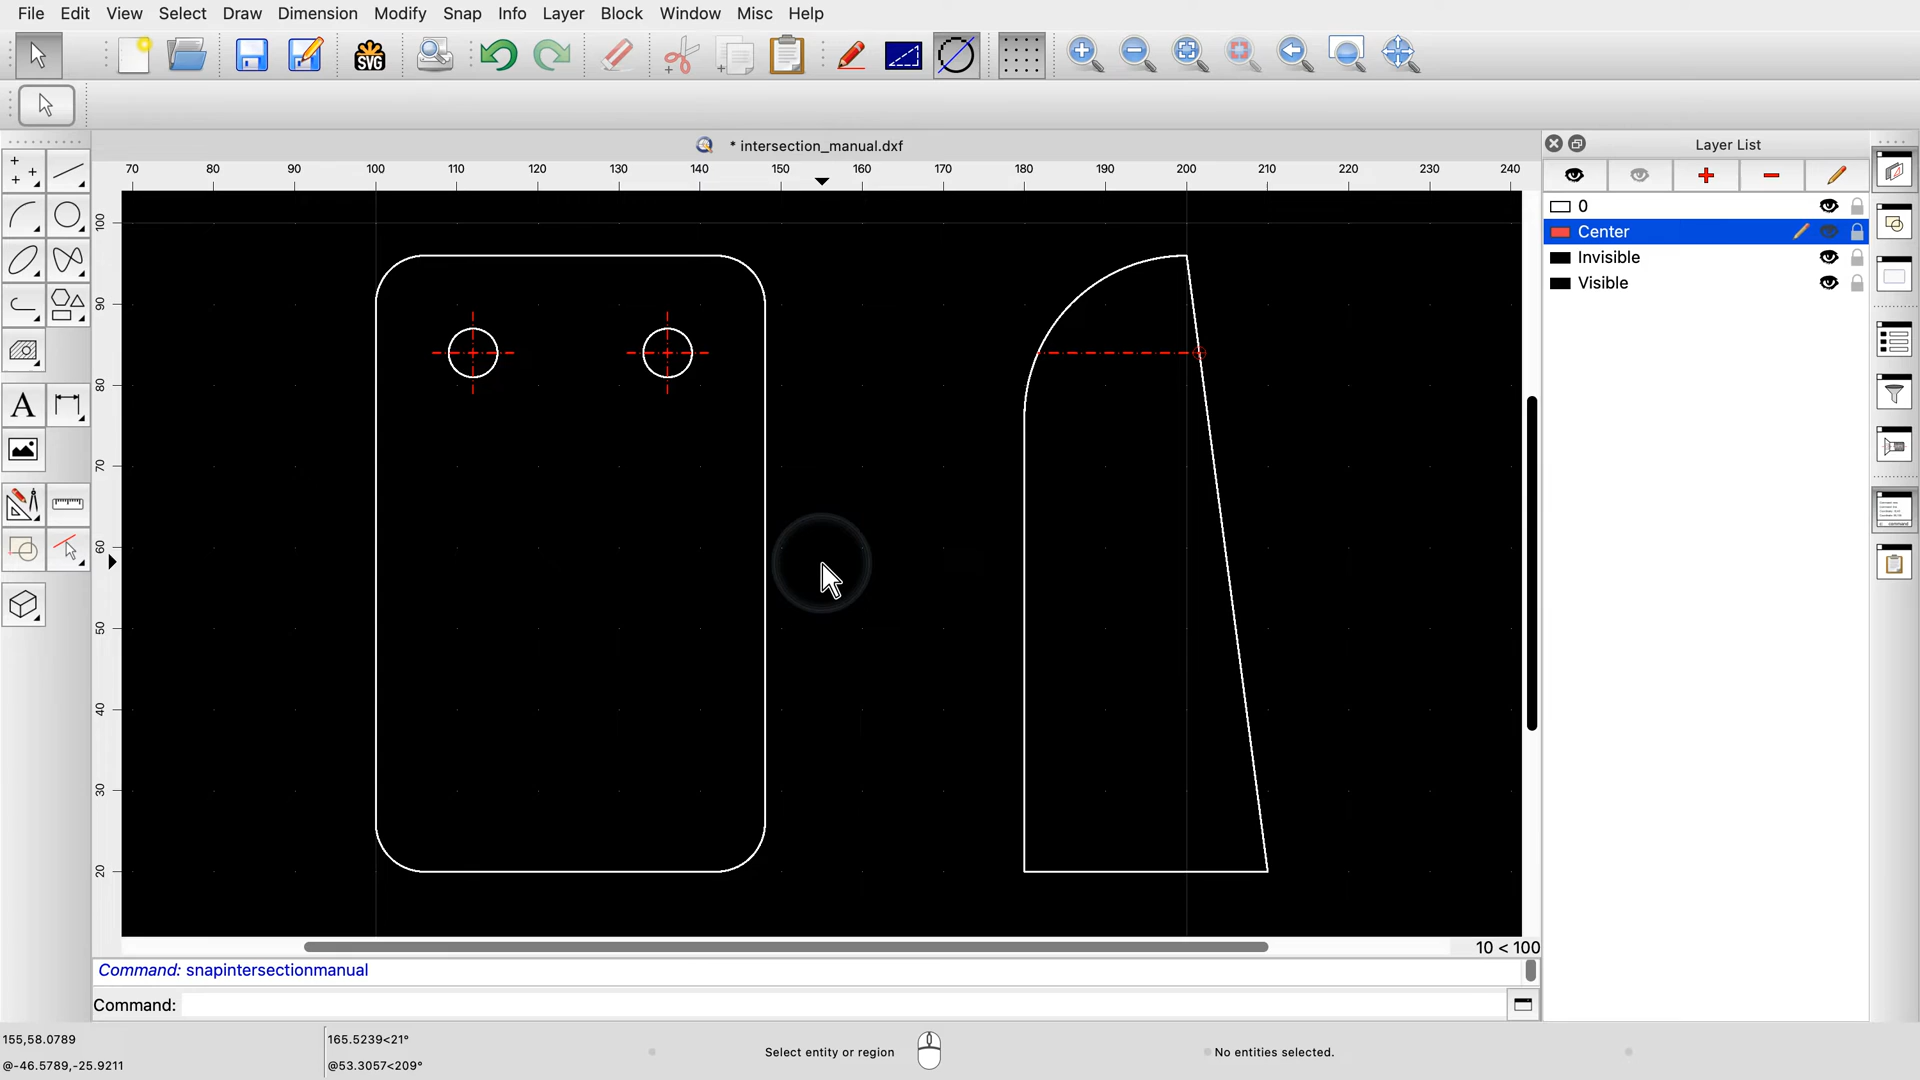 File Edit View Select Draw Dimension Modify Snap Info Layer Block Window Misc Help
SVG
* intersection_manual.dxf
Layer List
70 80 90 100 110 120 130 140 150 160 170 180 190 200 210 220 230 240
0
Center
Invisible
Visible
100
90
80
70
60
50
40
30
20
A
10 < 100
Command: snapintersectionmanual
Command:
155,58.0789
@-46.5789,-25.9211
165.5239<21°
@53.3057<209°
Select entity or region
No entities selected.